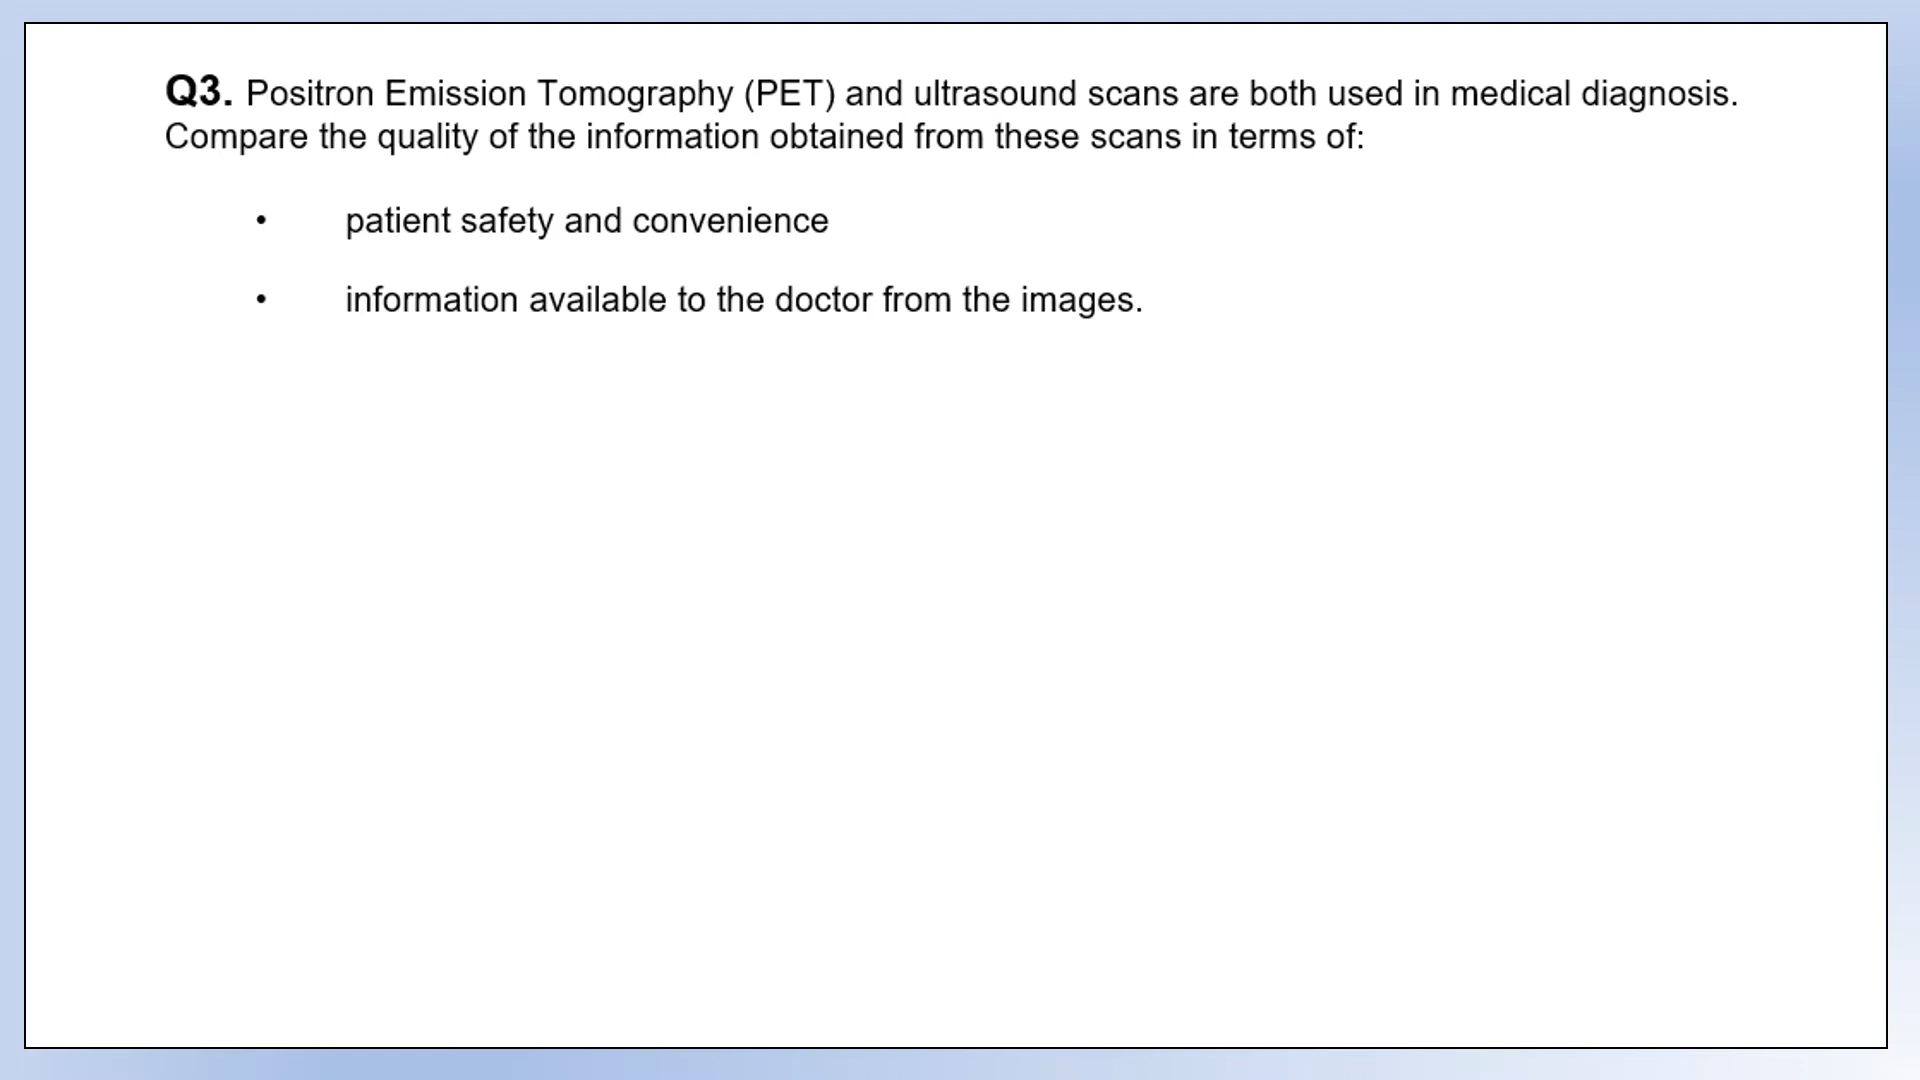 Q3. Positron Emission Tomography (PET) and ultrasound scans are both used in medical diagnosis.
Compare the quality of the information obtained from these scans in terms of:
• patient safety and convenience
• information available to the doctor from the images.